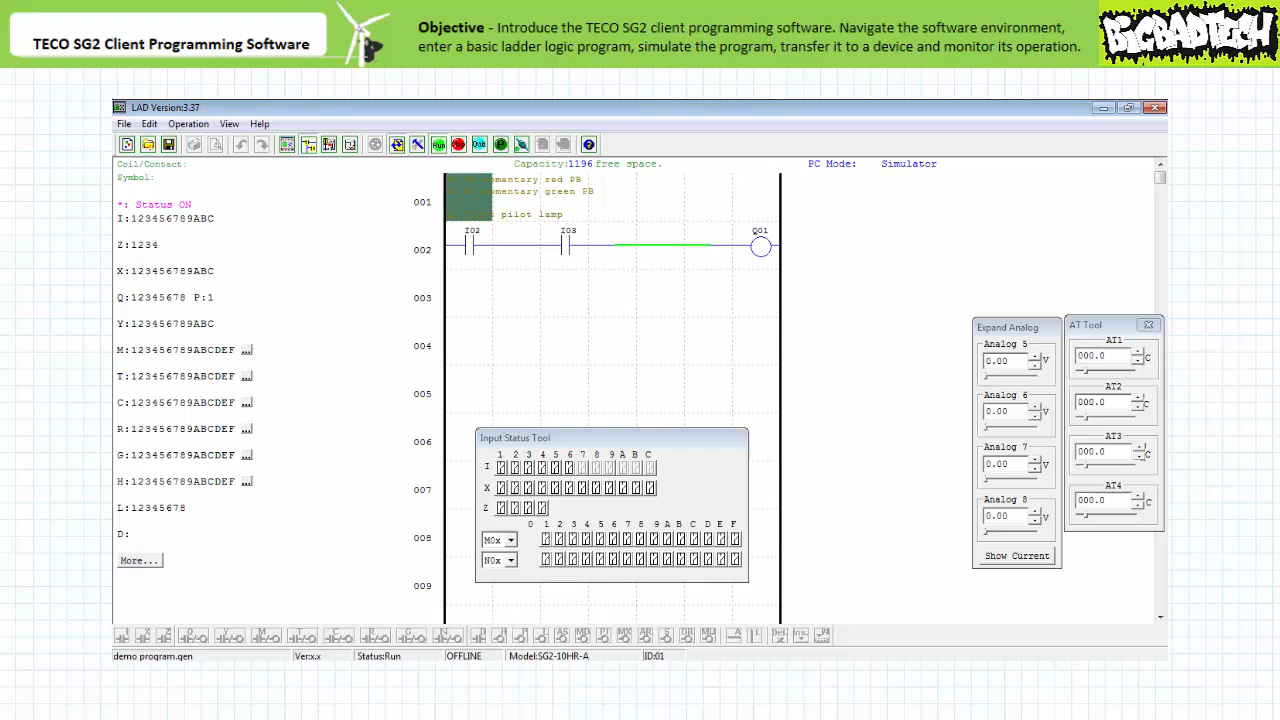 TECO SG2 Client Programming Software
Objective - Introduce the TECO SG2 client programming software. Navigate the software environment,
enter a basic ladder logic program, simulate the program, transfer it to a device and monitor its operation.
BIGBADTECH
LAD Version:3.37
File Edit Operation View Help
Run Quit
Coil/Contact:
Capacity:1196 free space.
PC Mode: Simulator
Symbol:
*: Status ON
I:123456789ABC
Z:1234
X:123456789ABC
Q:12345678 P:1
Y:123456789ABC
M:123456789ABCDEF ...
T:123456789ABCDEF ...
C:123456789ABCDEF ...
R:123456789ABCDEF ...
G:123456789ABCDEF ...
H:123456789ABCDEF ...
L:12345678
D:
More...
001
002
003
004
005
006
007
008
009
red PB
green PB
pilot lamp
I02 I03 Q01
Input Status Tool
1 2 3 4 5 6 7 8 9 A B C
I
X
Z
0 1 2 3 4 5 6 7 8 9 A B C D E F
M0x
N0x
Expand Analog
Analog 5
0.00 V
Analog 6
0.00 V
Analog 7
0.00 V
Analog 8
0.00 V
Show Current
AT Tool
AT1
000.0 C
AT2
000.0 C
AT3
000.0 C
AT4
000.0 C
demo program.gen Ver:x.x Status:Run OFFLINE Model:SG2-10HR-A ID:01